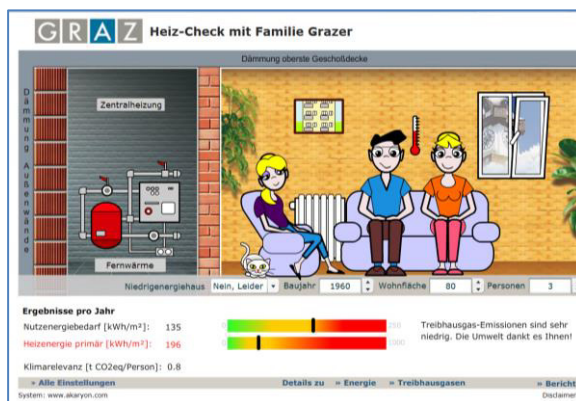 GRAZ Heiz-Check mit Familie Grazer
Dämmung oberste Geschoßdecke
Dämmung Außenwände
Zentralheizung
Fernwärme
Niedrigenergiehaus Nein, Leider Baujahr 1960 Wohnfläche 80 Personen 3
Ergebnisse pro Jahr
Nutzenergiebedarf [kWh/m²]: 135
Heizenergie primär [kWh/m²]: 196
Klimarelevanz [t CO2eq/Person]: 0.8
Treibhausgas-Emissionen sind sehr
niedrig. Die Umwelt dankt es Ihnen!
» Alle Einstellungen Details zu » Energie » Treibhausgasen » Bericht
System: www.akaryon.com Disclaimer